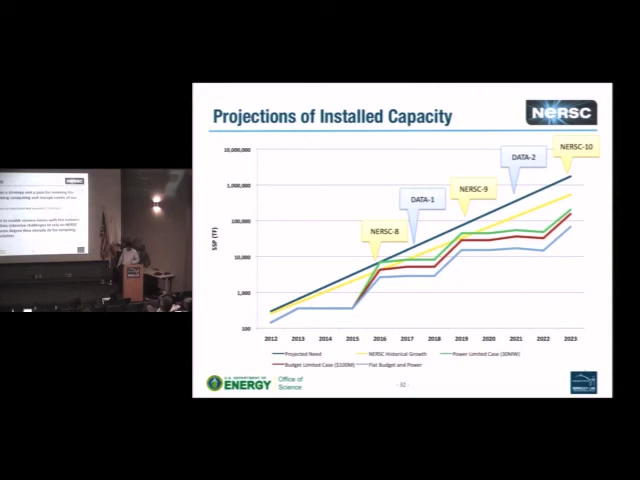 Projections of Installed Capacity
NERSC
10,000,000
1,000,000
100,000
10,000
1,000
100
SSP (TF)
NERSC-8
DATA-1
NERSC-9
DATA-2
NERSC-10
2012 2013 2014 2015 2016 2017 2018 2019 2020 2021 2022 2023
Projected Need
NERSC Historical Growth
Power Limited Case (30MW)
Budget Limited Case ($100M)
Flat Budget and Power
U.S. DEPARTMENT OF
ENERGY
Office of
Science
- 32 -